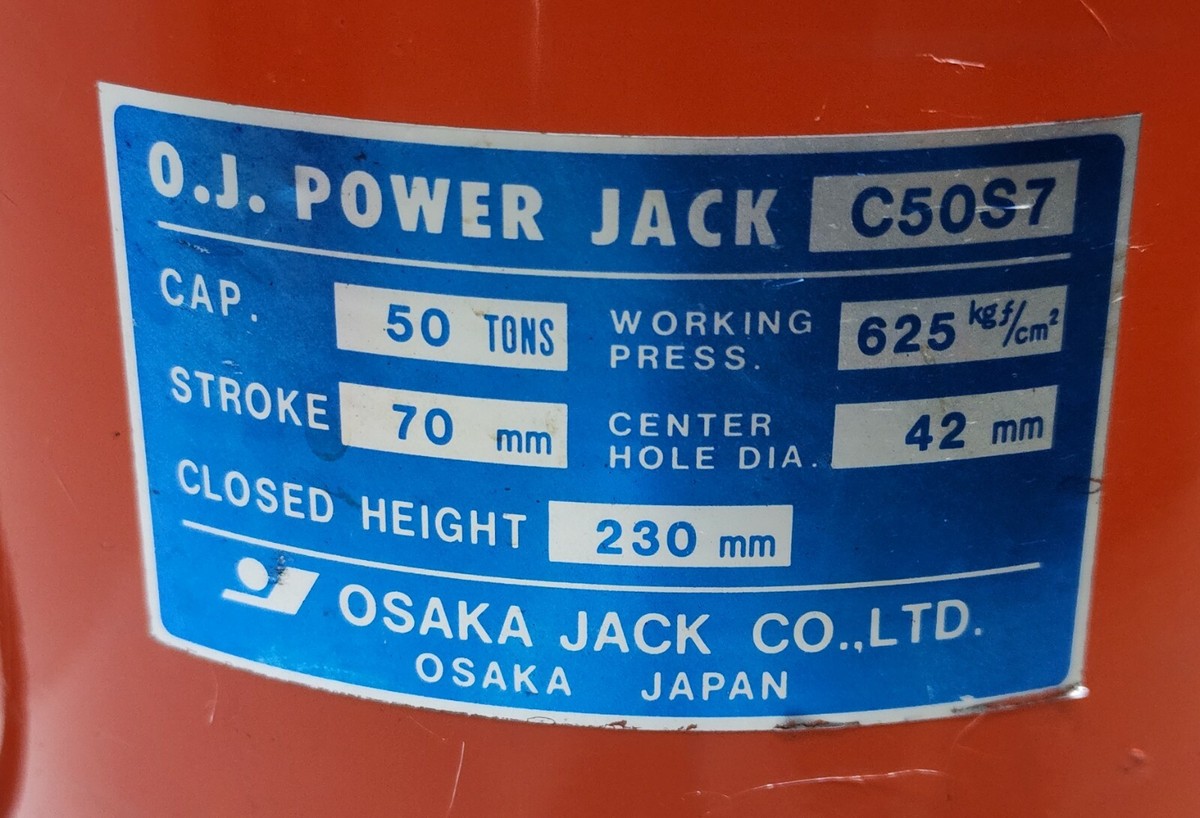 O.J. POWER JACK C50S7
CAP. 50 TONS
WORKING PRESS. 625 kgf/cm²
STROKE 70 mm
CENTER HOLE DIA. 42 mm
CLOSED HEIGHT 230 mm
OSAKA JACK CO.,LTD.
OSAKA JAPAN